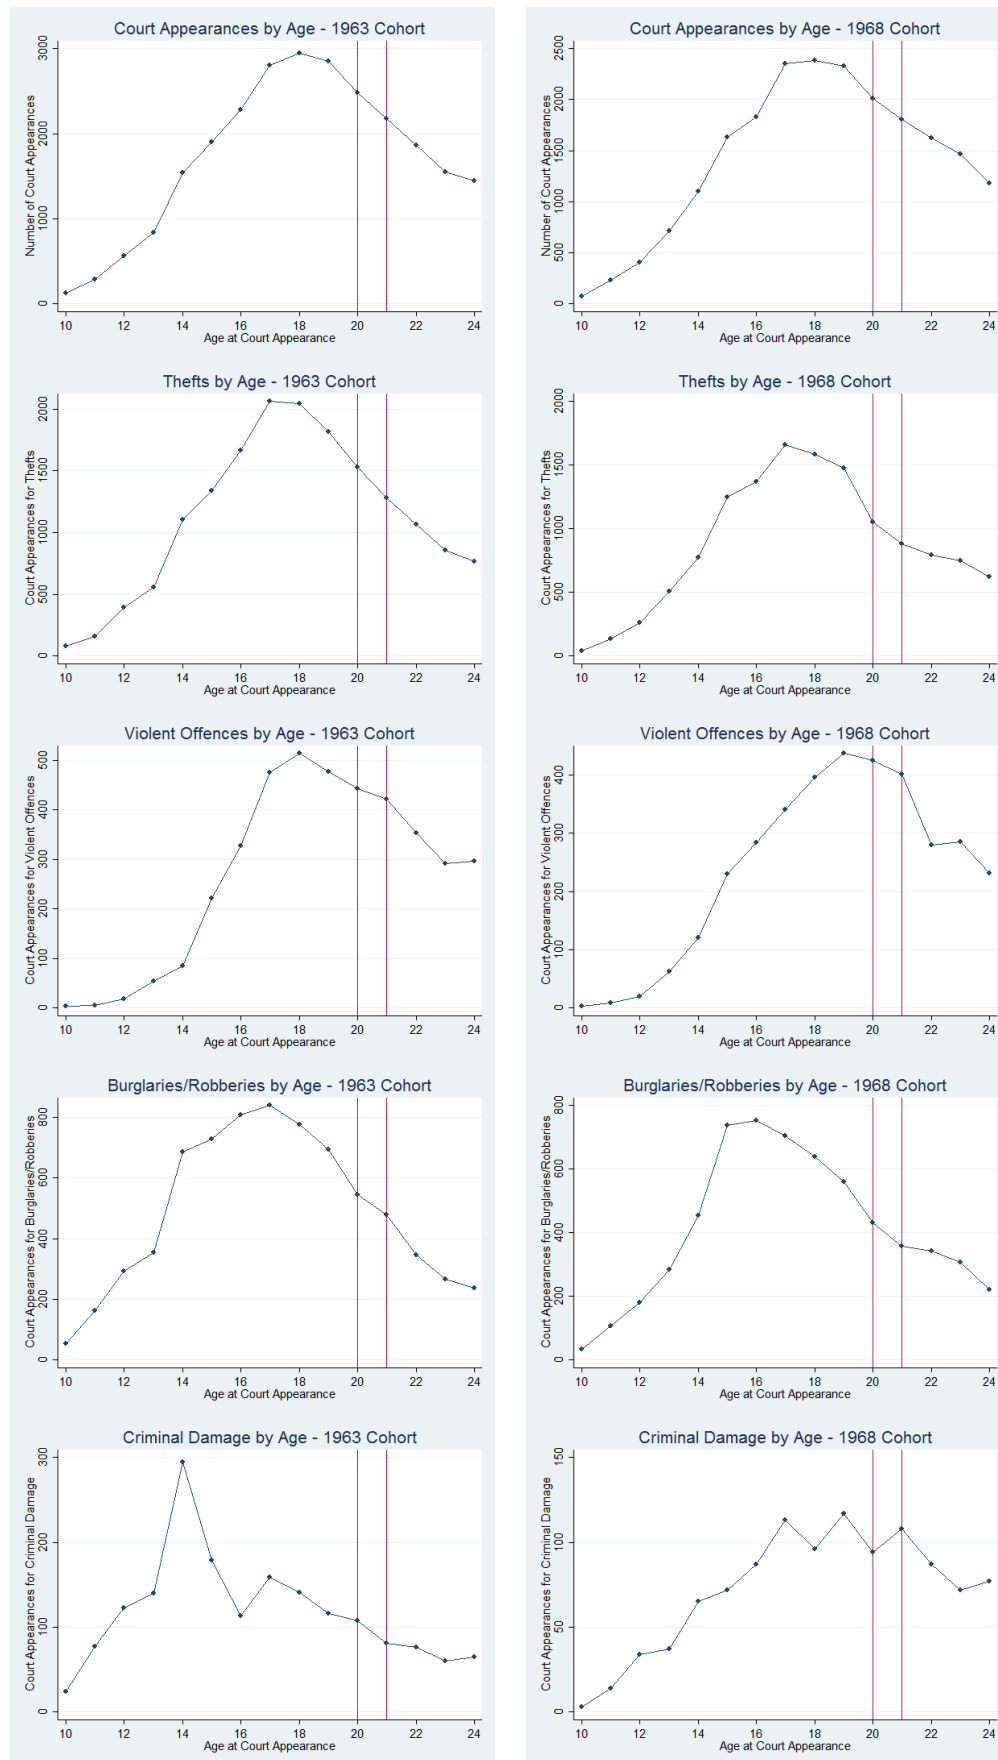 Court Appearances by Age - 1963 Cohort
Number of Court Appearances
3000
2000
1000
0
10 12 14 16 18 20 22 24
Age at Court Appearance
Court Appearances by Age - 1968 Cohort
Number of Court Appearances
2500
2000
1500
1000
500
0
10 12 14 16 18 20 22 24
Age at Court Appearance
Thefts by Age - 1963 Cohort
Court Appearances for Thefts
2000
1500
1000
500
0
10 12 14 16 18 20 22 24
Age at Court Appearance
Thefts by Age - 1968 Cohort
Court Appearances for Thefts
2000
1500
1000
500
0
10 12 14 16 18 20 22 24
Age at Court Appearance
Violent Offences by Age - 1963 Cohort
Court Appearances for Violent Offences
500
400
300
200
100
0
10 12 14 16 18 20 22 24
Age at Court Appearance
Violent Offences by Age - 1968 Cohort
Court Appearances for Violent Offences
400
300
200
100
0
10 12 14 16 18 20 22 24
Age at Court Appearance
Burglaries/Robberies by Age - 1963 Cohort
Court Appearances for Burglaries/Robberies
800
600
400
200
0
10 12 14 16 18 20 22 24
Age at Court Appearance
Burglaries/Robberies by Age - 1968 Cohort
Court Appearances for Burglaries/Robberies
800
600
400
200
0
10 12 14 16 18 20 22 24
Age at Court Appearance
Criminal Damage by Age - 1963 Cohort
Court Appearances for Criminal Damage
300
200
100
0
10 12 14 16 18 20 22 24
Age at Court Appearance
Criminal Damage by Age - 1968 Cohort
Court Appearances for Criminal Damage
150
100
50
0
10 12 14 16 18 20 22 24
Age at Court Appearance